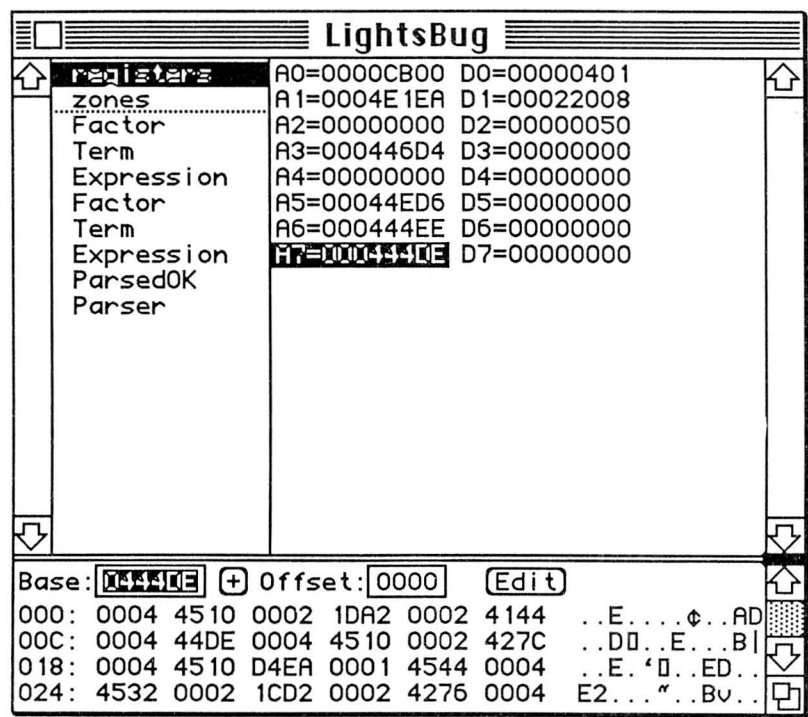 LightsBug
registers
zones
Factor
Term
Expression
Factor
Term
Expression
ParsedOK
Parser
A0=0000CB00 D0=00000401
A1=0004E1EA D1=00022008
A2=00000000 D2=00000050
A3=000446D4 D3=00000000
A4=00000000 D4=00000000
A5=00044ED6 D5=00000000
A6=000444EE D6=00000000
A7=000444DE D7=00000000
Base: 0444DE + Offset: 0000 Edit
000: 0004 4510 0002 1DA2 0002 4144 ..E....¢..AD
00C: 0004 44DE 0004 4510 0002 427C ..D▯..E...B|
018: 0004 4510 D4EA 0001 4544 0004 ..E.‘▯..ED..
024: 4532 0002 1CD2 0002 4276 0004 E2...”..Bv..